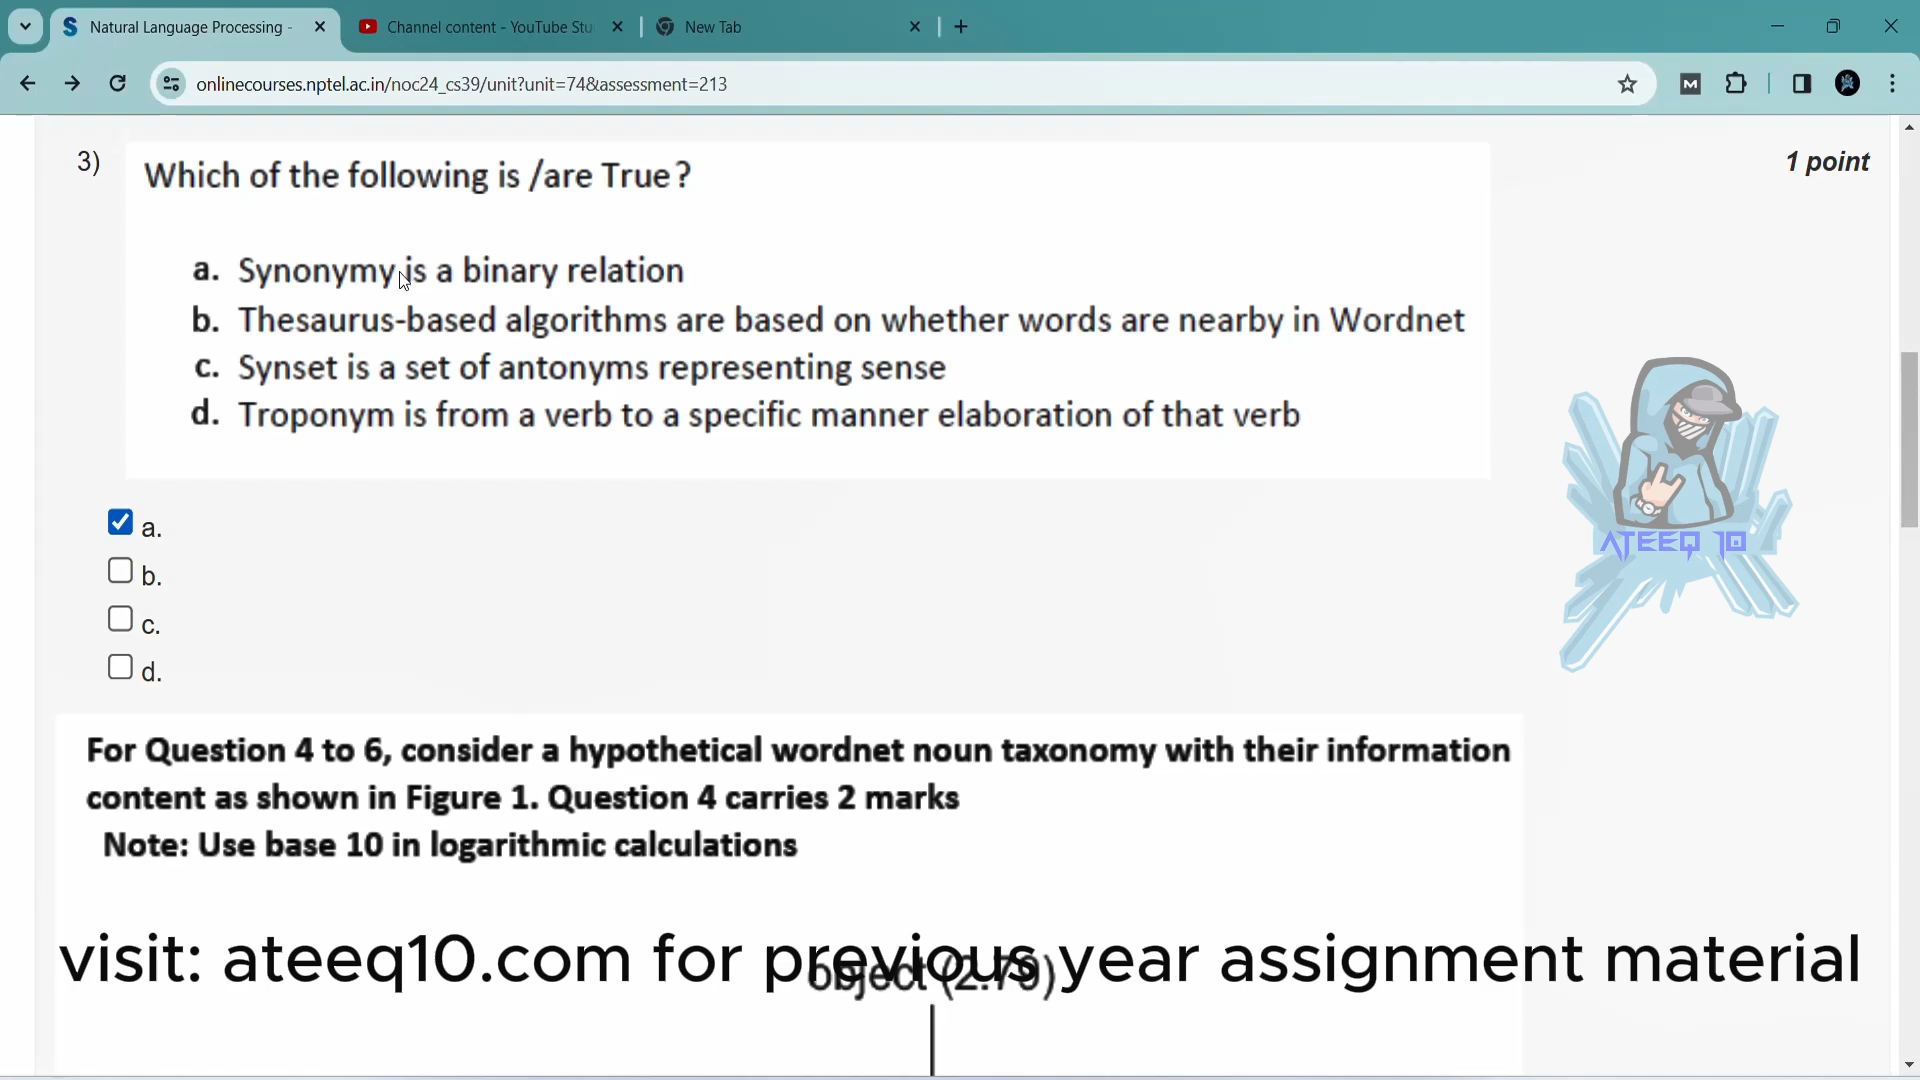 Natural Language Processing -
Channel content - YouTube Stu
New Tab
onlinecourses.nptel.ac.in/noc24_cs39/unit?unit=74&assessment=213
3)
1 point
Which of the following is /are True?
a. Synonymy is a binary relation
b. Thesaurus-based algorithms are based on whether words are nearby in Wordnet
c. Synset is a set of antonyms representing sense
d. Troponym is from a verb to a specific manner elaboration of that verb
ATEEQ 10
a.
b.
c.
d.
For Question 4 to 6, consider a hypothetical wordnet noun taxonomy with their information
content as shown in Figure 1. Question 4 carries 2 marks
Note: Use base 10 in logarithmic calculations
visit: ateeq10.com for previous year assignment material
object (2.79)